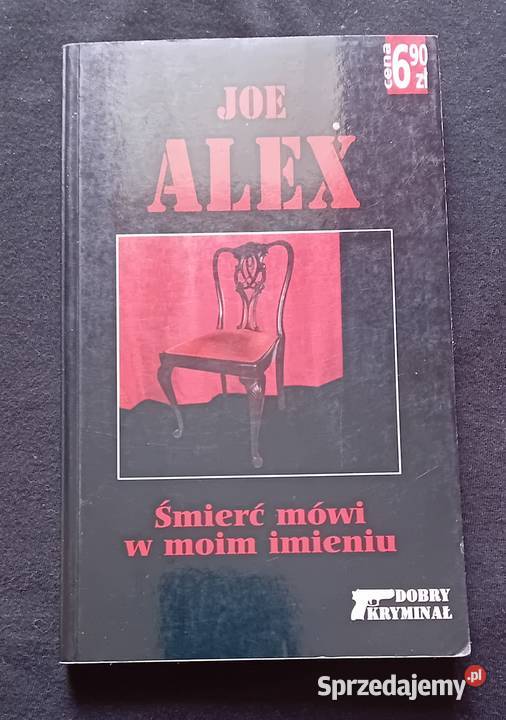 cena
6 90 zł
JOE
ALEX
Śmierć mówi
w moim imieniu
DOBRY
KRYMINAŁ
Sprzedajemy.pl